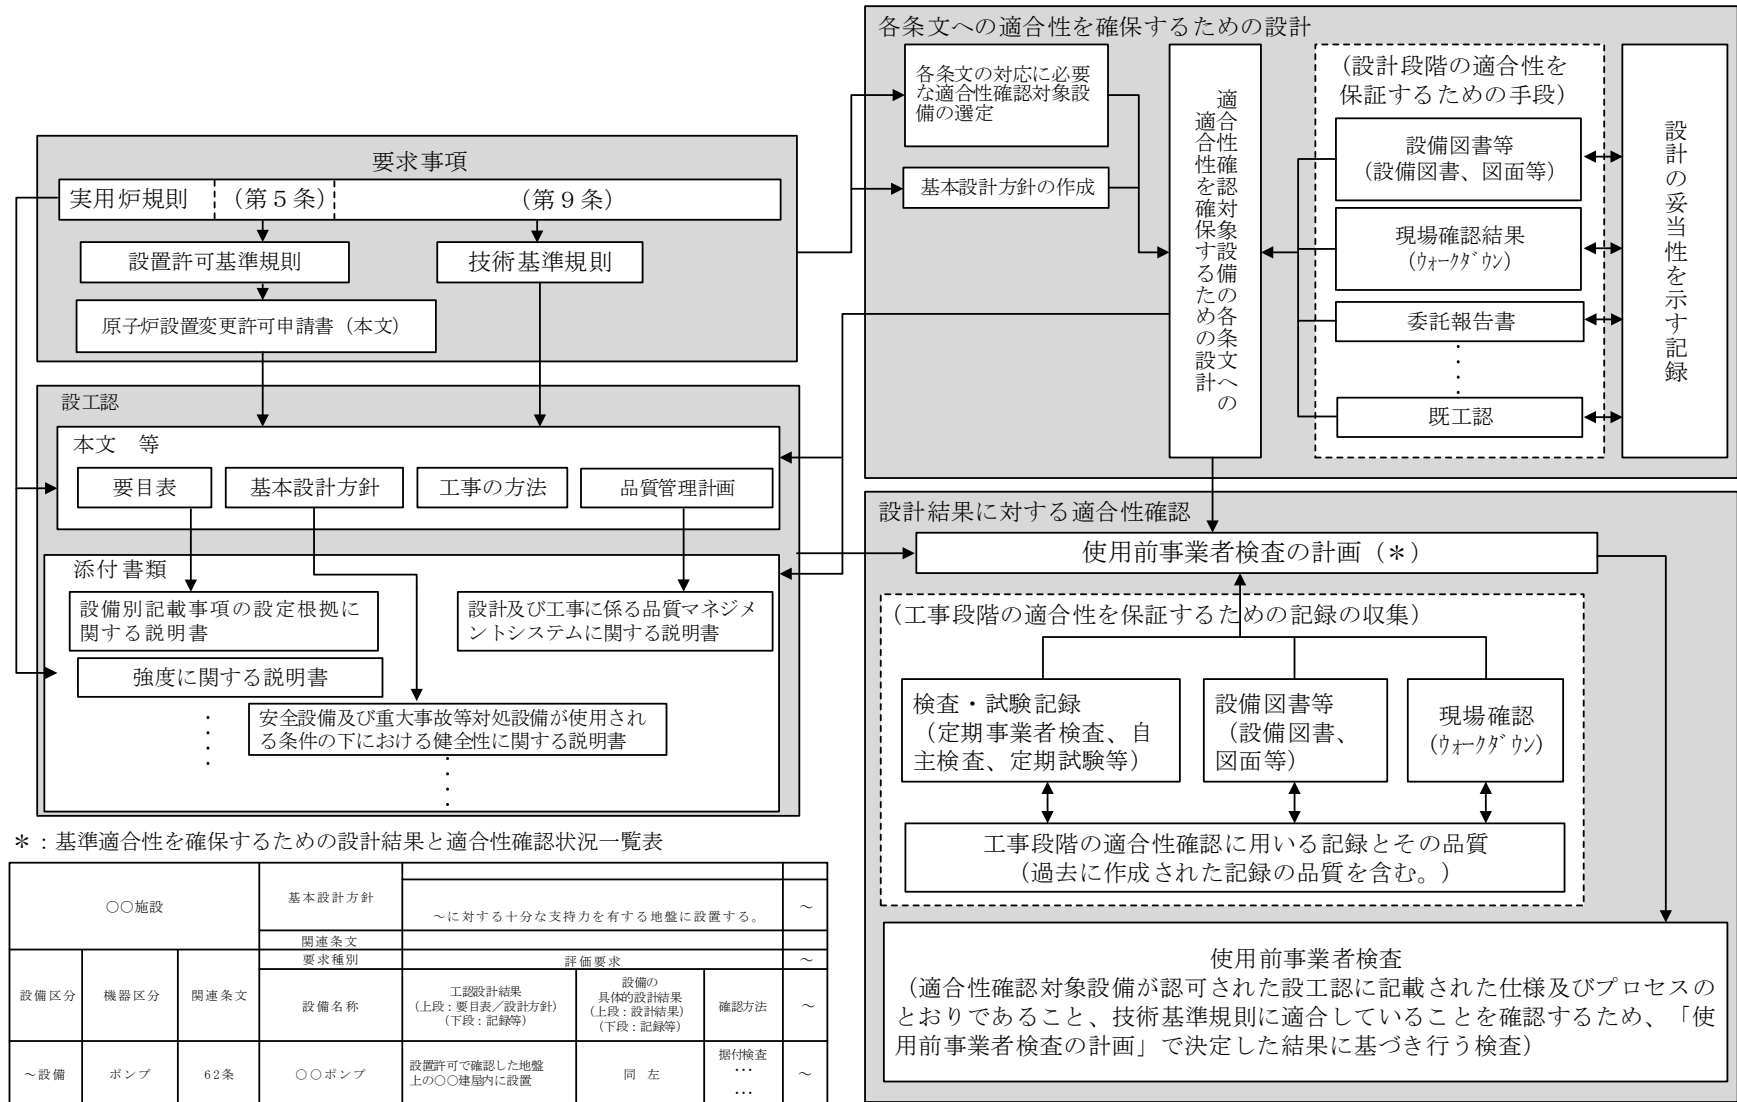 要求事項
実用炉規則
(第5条)
(第9条)
設置許可基準規則
技術基準規則
原子炉設置変更許可申請書(本文)
設工認
本文 等
要目表
基本設計方針
工事の方法
品質管理計画
添付書類
設備別記載事項の設定根拠に
関する説明書
設計及び工事に係る品質マネジメ
ントシステムに関する説明書
強度に関する説明書
安全設備及び重大事故等対処設備が使用され
る条件の下における健全性に関する説明書
各条文への適合性を確保するための設計
各条文の対応に必要
な適合性確認対象設
備の選定
基本設計方針の作成
適合性確認対象設備の各条文への
適合性を確保するための設計
(設計段階の適合性を
保証するための手段)
設備図書等
(設備図書、図面等)
現場確認結果
(ウォークダウン)
委託報告書
既工認
設計の妥当性を示す記録
設計結果に対する適合性確認
使用前事業者検査の計画(*)
(工事段階の適合性を保証するための記録の収集)
検査・試験記録
(定期事業者検査、自
主検査、定期試験等)
設備図書等
(設備図書、
図面等)
現場確認
(ウォークダウン)
工事段階の適合性確認に用いる記録とその品質
(過去に作成された記録の品質を含む。)
使用前事業者検査
(適合性確認対象設備が認可された設工認に記載された仕様及びプロセスの
とおりであること、技術基準規則に適合していることを確認するため、「使
用前事業者検査の計画」で決定した結果に基づき行う検査)
*:基準適合性を確保するための設計結果と適合性確認状況一覧表
○○施設
基本設計方針
~に対する十分な支持力を有する地盤に設置する。
~
関連条文
要求種別
評価要求
~
設備区分
機器区分
関連条文
設備名称
工認設計結果
(上段:要目表/設計方針)
(下段:記録等)
設備の
具体的設計結果
(上段:設計結果)
(下段:記録等)
確認方法
~
~設備
ポンプ
62条
○○ポンプ
設置許可で確認した地盤
上の○○建屋内に設置
同 左
据付検査
…
…
~